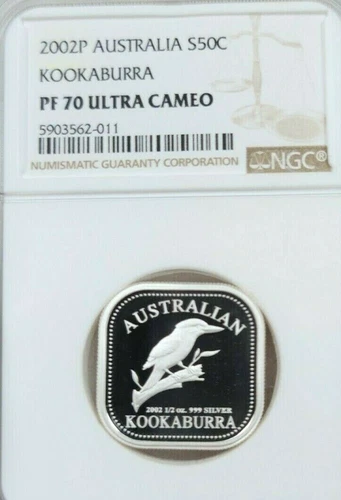 2002P AUSTRALIA S50C
KOOKABURRA
PF 70 ULTRA CAMEO
5903562-011
NUMISMATIC GUARANTY CORPORATION
NGC®
AUSTRALIAN
2002 1/2 oz. 999 SILVER
KOOKABURRA